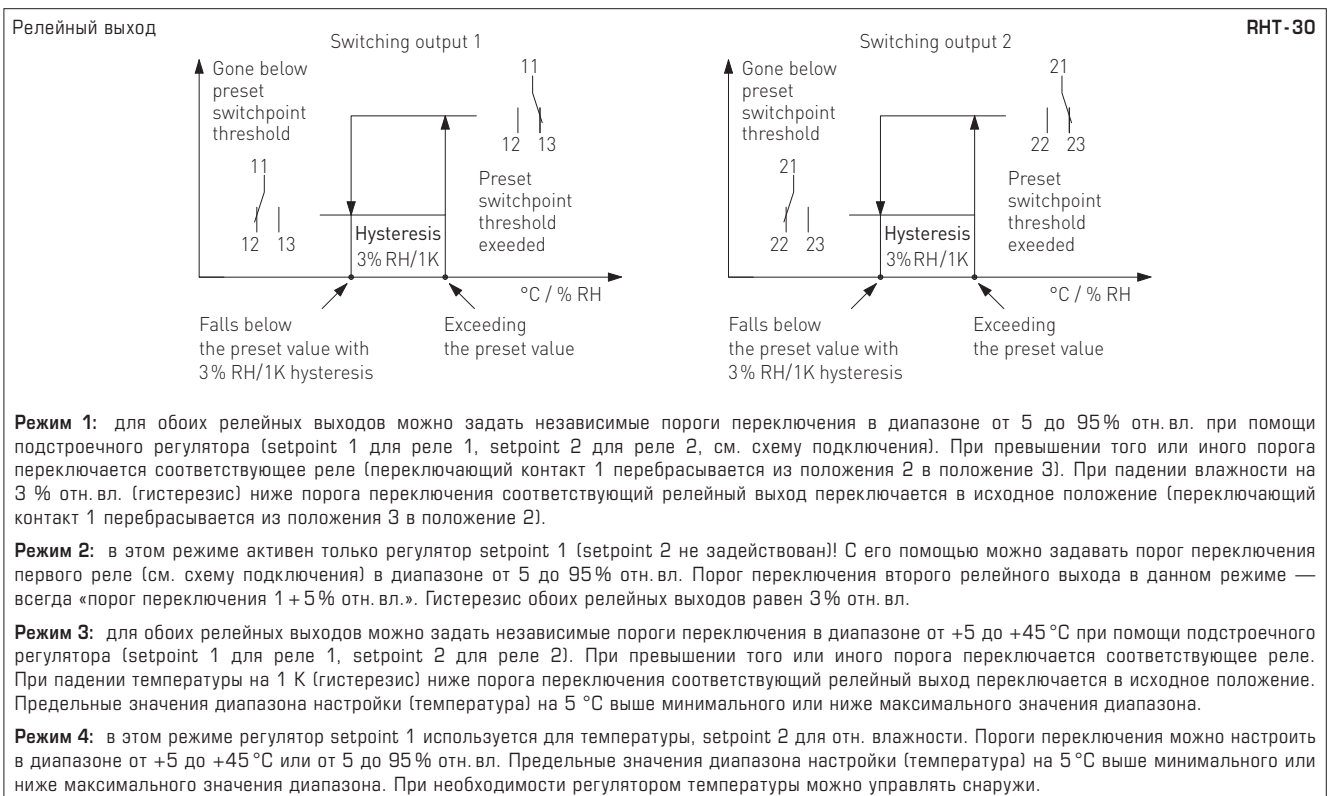 Релейный выход
RHT-30
Switching output 1
Gone below
preset
switchpoint
threshold
11
12 13
11
12 13
Preset
switchpoint
threshold
exeeded
Hysteresis
3% RH/1K
°C / % RH
Falls below
the preset value with
3% RH/1K hysteresis
Exceeding
the preset value
Switching output 2
Gone below
preset
switchpoint
threshold
21
22 23
21
22 23
Preset
switchpoint
threshold
exeeded
Hysteresis
3% RH/1K
°C / % RH
Falls below
the preset value with
3% RH/1K hysteresis
Exceeding
the preset value
Режим 1: для обоих релейных выходов можно задать независимые пороги переключения в диапазоне от 5 до 95% отн. вл. при помощи
подстроечного регулятора (setpoint 1 для реле 1, setpoint 2 для реле 2, см. схему подключения). При превышении того или иного порога
переключается соответствующее реле (переключающий контакт 1 перебрасывается из положения 2 в положение 3). При падении влажности на
3 % отн. вл. (гистерезис) ниже порога переключения соответствующий релейный выход переключается в исходное положение (переключающий
контакт 1 перебрасывается из положения 3 в положение 2).
Режим 2: в этом режиме активен только регулятор setpoint 1 (setpoint 2 не задействован)! С его помощью можно задавать порог переключения
первого реле (см. схему подключения) в диапазоне от 5 до 95% отн. вл. Порог переключения второго релейного выхода в данном режиме —
всегда «порог переключения 1 + 5% отн. вл.». Гистерезис обоих релейных выходов равен 3% отн. вл.
Режим 3: для обоих релейных выходов можно задать независимые пороги переключения в диапазоне от +5 до +45 °C при помощи подстроечного
регулятора (setpoint 1 для реле 1, setpoint 2 для реле 2). При превышении того или иного порога переключается соответствующее реле.
При падении температуры на 1 К (гистерезис) ниже порога переключения соответствующий релейный выход переключается в исходное положение.
Предельные значения диапазона настройки (температура) на 5 °C выше минимального или ниже максимального значения диапазона.
Режим 4: в этом режиме регулятор setpoint 1 используется для температуры, setpoint 2 для отн. влажности. Пороги переключения можно настроить
в диапазоне от +5 до +45 °C или от 5 до 95% отн. вл. Предельные значения диапазона настройки (температура) на 5 °C выше минимального или
ниже максимального значения диапазона. При необходимости регулятором температуры можно управлять снаружи.